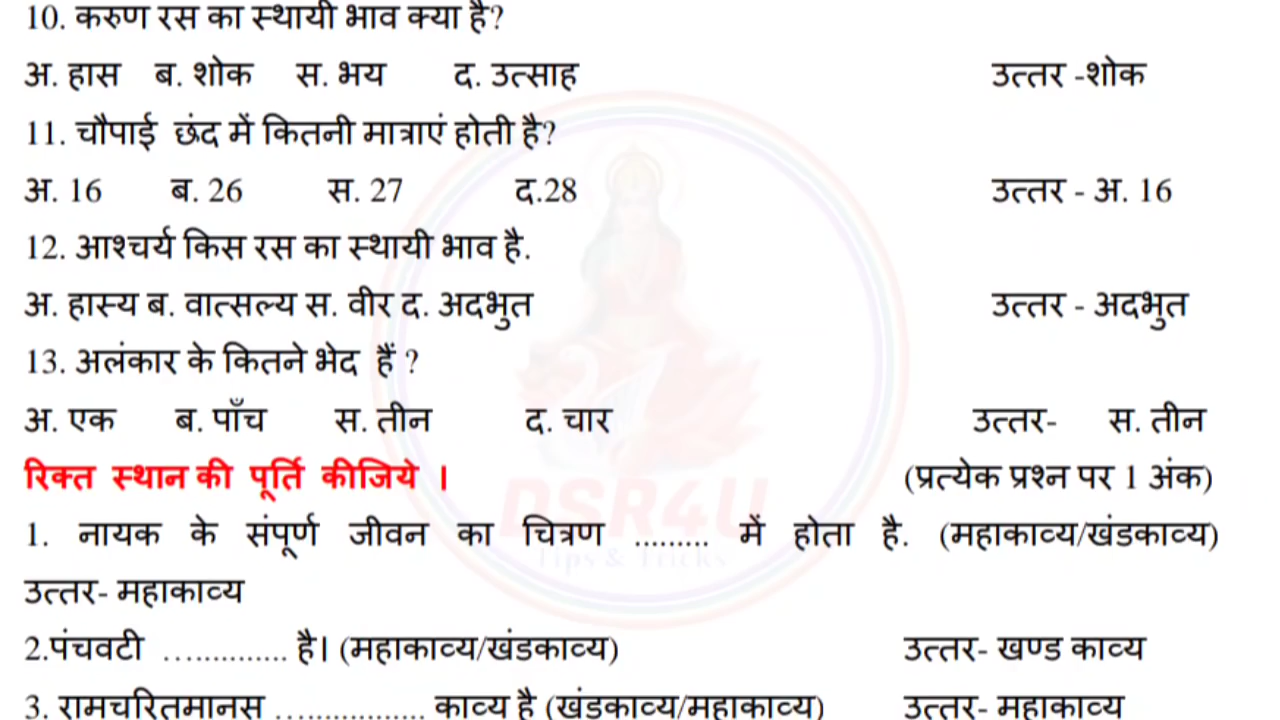 10. करुण रस का स्थायी भाव क्या है?
अ. हास ब. शोक स. भय द. उत्साह उत्तर -शोक
11. चौपाई छंद में कितनी मात्राएं होती है?
अ. 16 ब. 26 स. 27 द.28 उत्तर - अ. 16
12. आश्चर्य किस रस का स्थायी भाव है.
अ. हास्य ब. वात्सल्य स. वीर द. अदभुत उत्तर - अदभुत
13. अलंकार के कितने भेद हैं ?
अ. एक ब. पाँच स. तीन द. चार उत्तर- स. तीन
रिक्त स्थान की पूर्ति कीजिये । (प्रत्येक प्रश्न पर 1 अंक)
DSR4U
1. नायक के संपूर्ण जीवन का चित्रण ......... में होता है. (महाकाव्य/खंडकाव्य)
Tips & Tricks
उत्तर- महाकाव्य
2.पंचवटी …........... है। (महाकाव्य/खंडकाव्य) उत्तर- खण्ड काव्य
3. रामचरितमानस ….............. काव्य है (खंडकाव्य/महाकाव्य) उत्तर- महाकाव्य